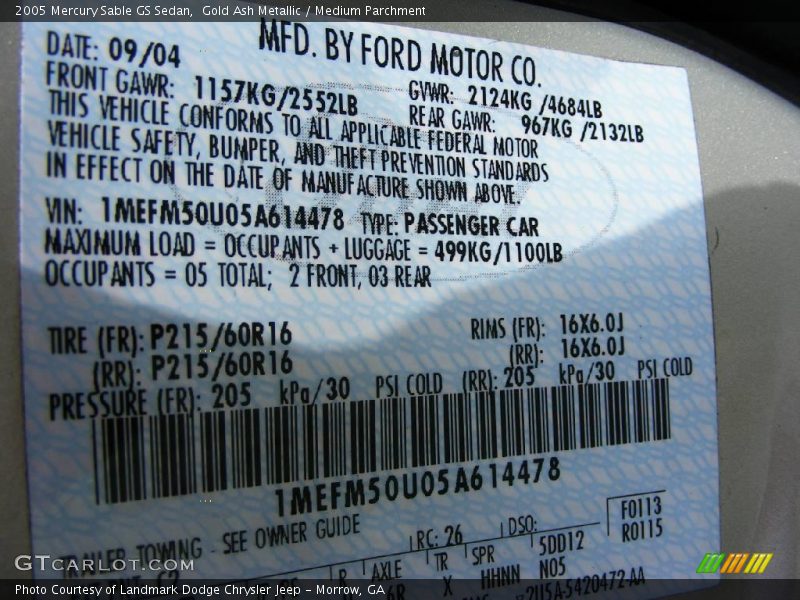 2005 Mercury Sable GS Sedan, Gold Ash Metallic / Medium Parchment
MFD. BY FORD MOTOR CO.
DATE: 09/04
GVWR: 2124KG /4684LB
FRONT GAWR: 1157KG/2552LB
REAR GAWR: 967KG /2132LB
THIS VEHICLE CONFORMS TO ALL APPLICABLE FEDERAL MOTOR
VEHICLE SAFETY, BUMPER, AND THEFT PREVENTION STANDARDS
IN EFFECT ON THE DATE OF MANUFACTURE SHOWN ABOVE.
VIN: 1MEFM50U05A614478 TYPE: PASSENGER CAR
MAXIMUM LOAD = OCCUPANTS + LUGGAGE = 499KG/1100LB
OCCUPANTS = 05 TOTAL; 2 FRONT, 03 REAR
TIRE (FR): P215/60R16 RIMS (FR): 16X6.0J
(RR): P215/60R16 (RR): 16X6.0J
PRESSURE (FR): 205 kPa/30 PSI COLD (RR): 205 kPa/30 PSI COLD
1MEFM50U05A614478
TRAILER TOWING - SEE OWNER GUIDE
RC: 26 DSO: F0113
R0115
AXLE TR SPR 5DD12
X HHNN N05
GTCARLOT.COM
Photo Courtesy of Landmark Dodge Chrysler Jeep - Morrow, GA